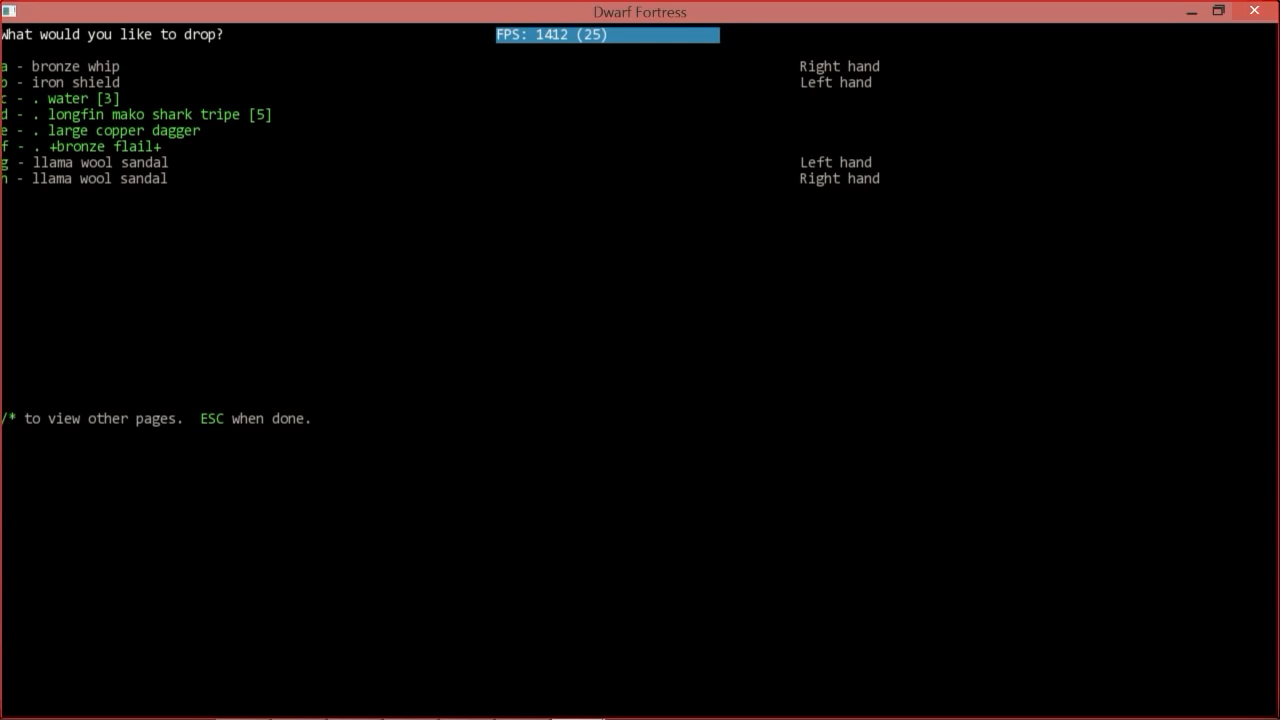 Dwarf Fortress
What would you like to drop?
FPS: 1412 (25)
a - bronze whip Right hand
b - iron shield Left hand
c - . water [3]
d - . longfin mako shark tripe [5]
e - . large copper dagger
f - . +bronze flail+
g - llama wool sandal Left hand
h - llama wool sandal Right hand
/* to view other pages. ESC when done.